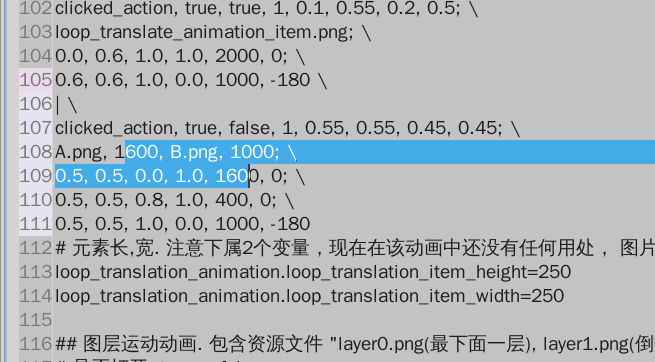 102 clicked_action, true, true, 1, 0.1, 0.55, 0.2, 0.5; \
103 loop_translate_animation_item.png; \
104 0.0, 0.6, 1.0, 1.0, 2000, 0; \
105 0.6, 0.6, 1.0, 0.0, 1000, -180 \
106 | \
107 clicked_action, true, false, 1, 0.55, 0.55, 0.45, 0.45; \
108 A.png, 1600, B.png, 1000; \
109 0.5, 0.5, 0.0, 1.0, 1600, 0; \
110 0.5, 0.5, 0.8, 1.0, 400, 0; \
111 0.5, 0.5, 1.0, 0.0, 1000, -180
112 # 元素长,宽. 注意下属2个变量，现在在该动画中还没有任何用处， 图片
113 loop_translation_animation.loop_translation_item_height=250
114 loop_translation_animation.loop_translation_item_width=250
115
116 ## 图层运动动画. 包含资源文件 "layer0.png(最下面一层), layer1.png(倒